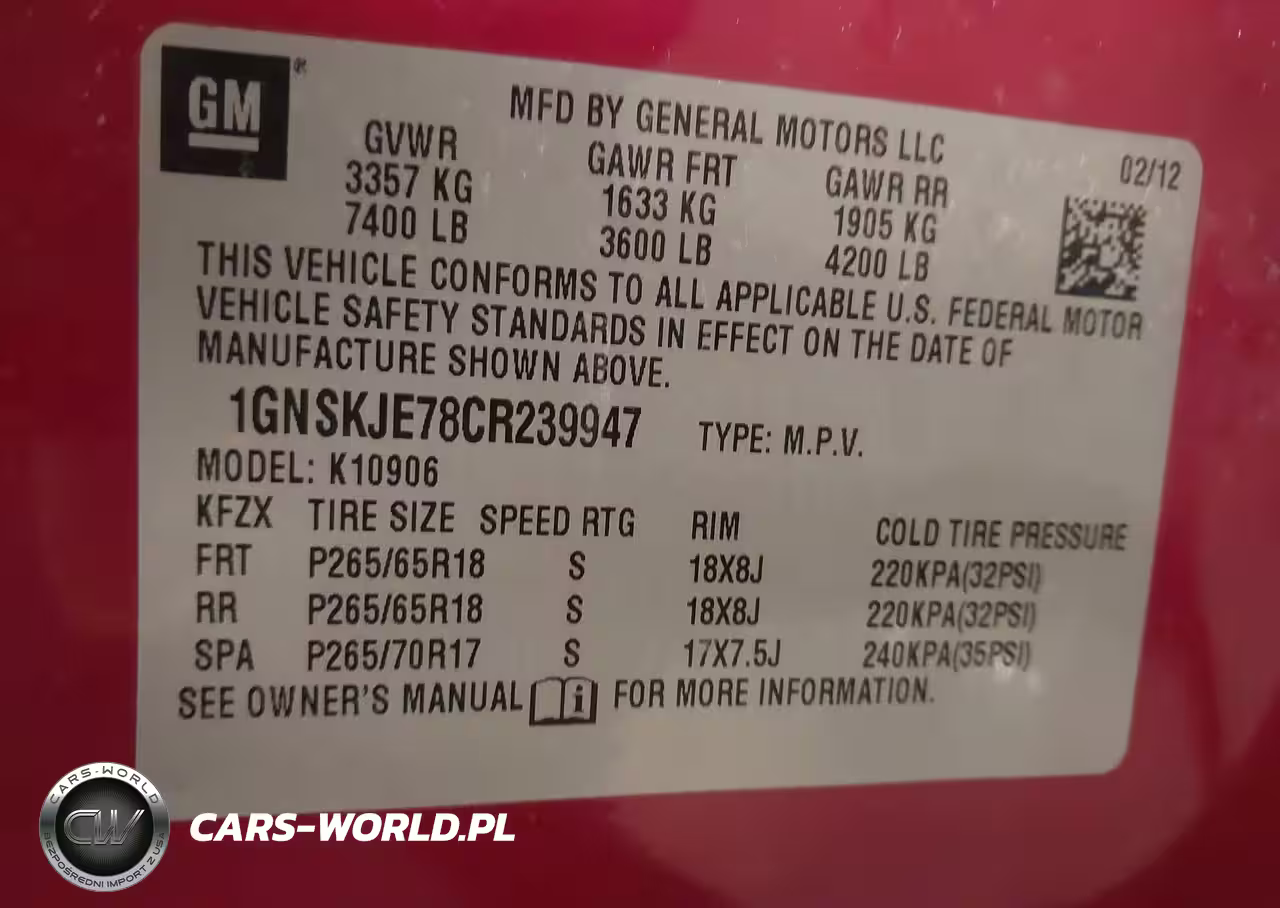 GM
MFD BY GENERAL MOTORS LLC
02/12
GVWR GAWR FRT GAWR RR
3357 KG 1633 KG 1905 KG
7400 LB 3600 LB 4200 LB
THIS VEHICLE CONFORMS TO ALL APPLICABLE U.S. FEDERAL MOTOR
VEHICLE SAFETY STANDARDS IN EFFECT ON THE DATE OF
MANUFACTURE SHOWN ABOVE.
1GNSKJE78CR239947 TYPE: M.P.V.
MODEL: K10906
KFZX TIRE SIZE SPEED RTG RIM COLD TIRE PRESSURE
FRT P265/65R18 S 18X8J 220KPA(32PSI)
RR P265/65R18 S 18X8J 220KPA(32PSI)
SPA P265/70R17 S 17X7.5J 240KPA(35PSI)
SEE OWNER'S MANUAL i FOR MORE INFORMATION.
CARS-WORLD
CW
BEZPOŚREDNI IMPORT Z USA
CARS-WORLD.PL